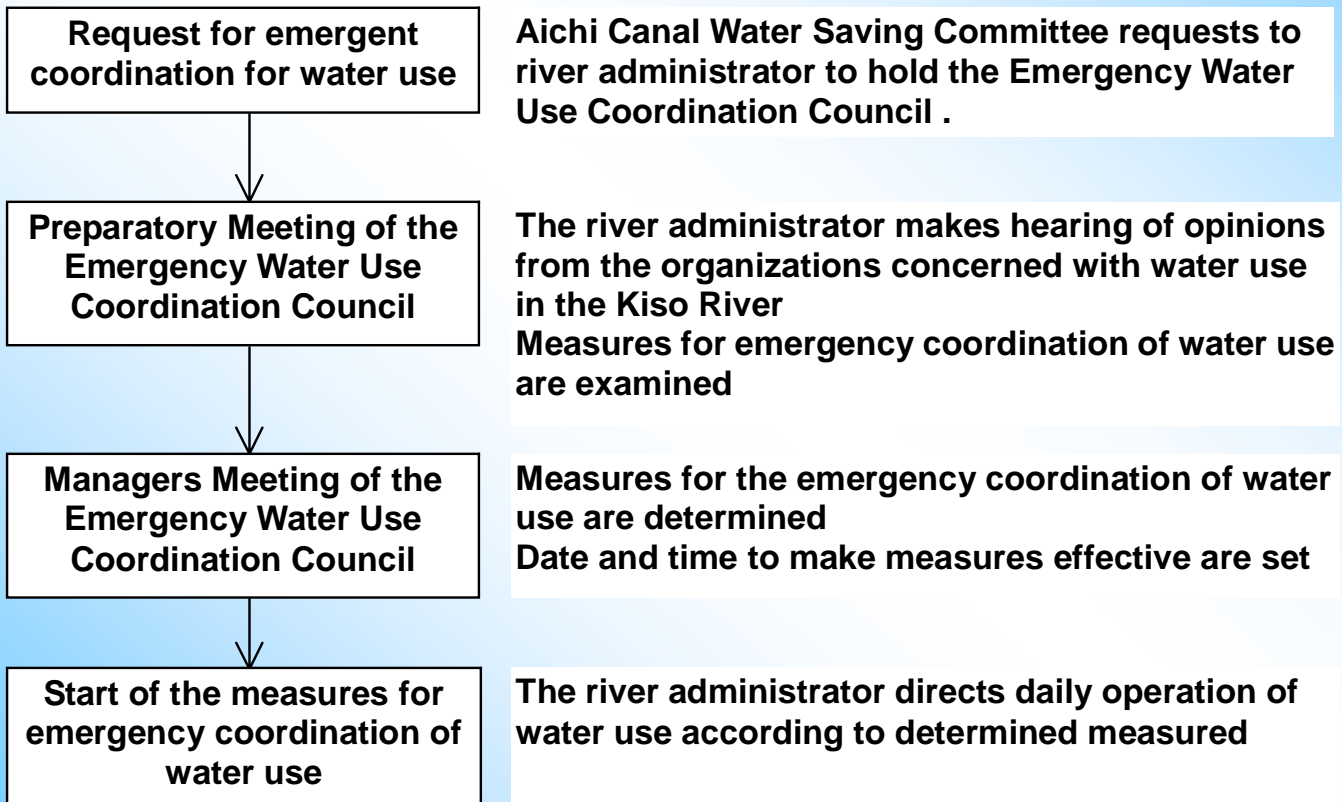 Request for emergent
coordination for water use
Aichi Canal Water Saving Committee requests to
river administrator to hold the Emergency Water
Use Coordination Council .
Preparatory Meeting of the
Emergency Water Use
Coordination Council
The river administrator makes hearing of opinions
from the organizations concerned with water use
in the Kiso River
Measures for emergency coordination of water use
are examined
Managers Meeting of the
Emergency Water Use
Coordination Council
Measures for the emergency coordination of water
use are determined
Date and time to make measures effective are set
Start of the measures for
emergency coordination of
water use
The river administrator directs daily operation of
water use according to determined measured